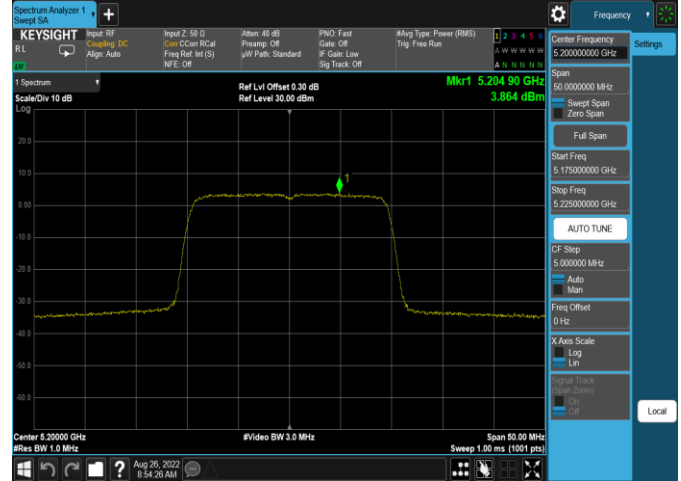 Spectrum Analyzer 1
Swept SA
+
Frequency
KEYSIGHT
RL
Input: RF
Coupling: DC
Align: Auto
Input Z: 50 Ω
Corr CCorr RCal
Freq Ref: Int (S)
NFE: Off
Atten: 40 dB
Preamp: Off
µW Path: Standard
PNO: Fast
Gate: Off
IF Gain: Low
Sig Track: Off
#Avg Type: Power (RMS)
Trig: Free Run
1 2 3 4 5 6
A W W W W W
A N N N N N
Settings
Center Frequency
5.200000000 GHz
Span
50.0000000 MHz
Swept Span
Zero Span
Full Span
Start Freq
5.175000000 GHz
Stop Freq
5.225000000 GHz
AUTO TUNE
CF Step
5.000000 MHz
Auto
Man
Freq Offset
0 Hz
X Axis Scale
Log
Lin
Signal Track
(Span Zoom)
On
Off
Local
1 Spectrum
Scale/Div 10 dB
Log
Ref Lvl Offset 0.30 dB
Ref Level 30.00 dBm
Mkr1 5.204 90 GHz
3.864 dBm
20.0
10.0
1
0.00
-10.0
-20.0
-30.0
-40.0
-50.0
-60.0
Center 5.20000 GHz
#Video BW 3.0 MHz
Span 50.00 MHz
#Res BW 1.0 MHz
Sweep 1.00 ms (1001 pts)
?
Aug 26, 2022
8:54:26 AM